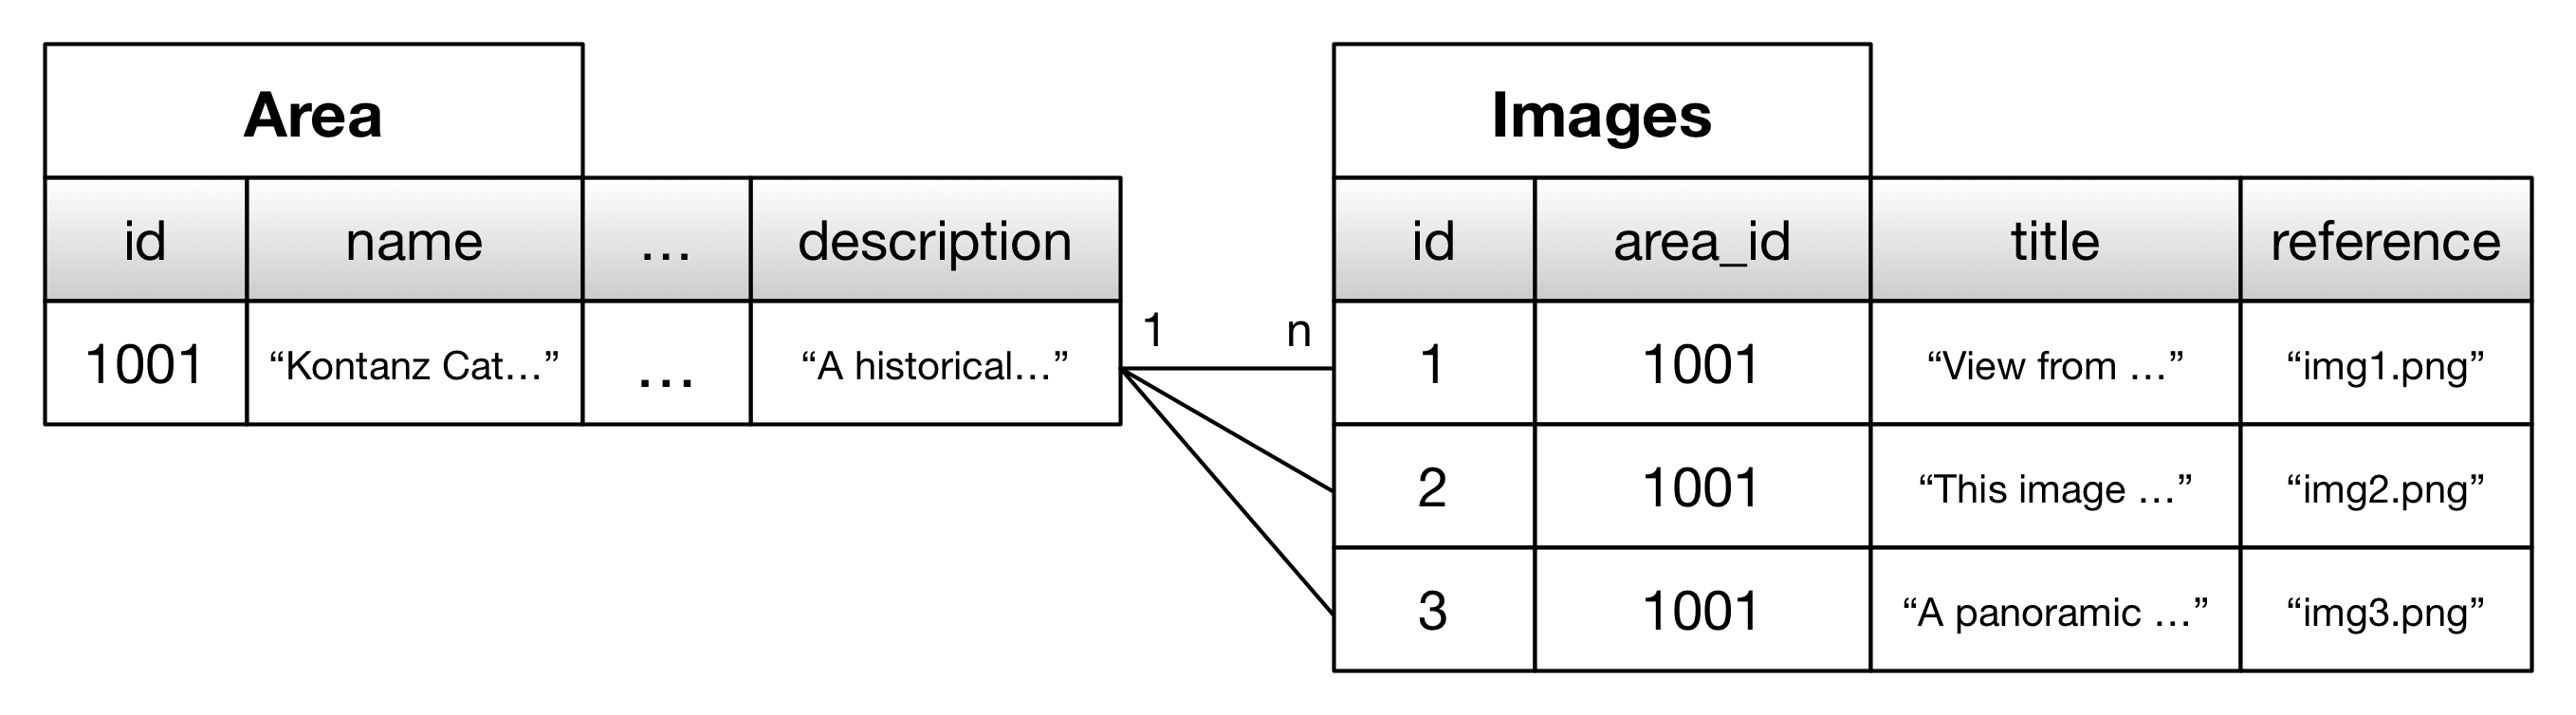 Area
id name ... description
1001 “Kontanz Cat...” ... “A historical...”
1 n
Images
id area_id title reference
1 1001 “View from ...” “img1.png”
2 1001 “This image ...” “img2.png”
3 1001 “A panoramic ...” “img3.png”